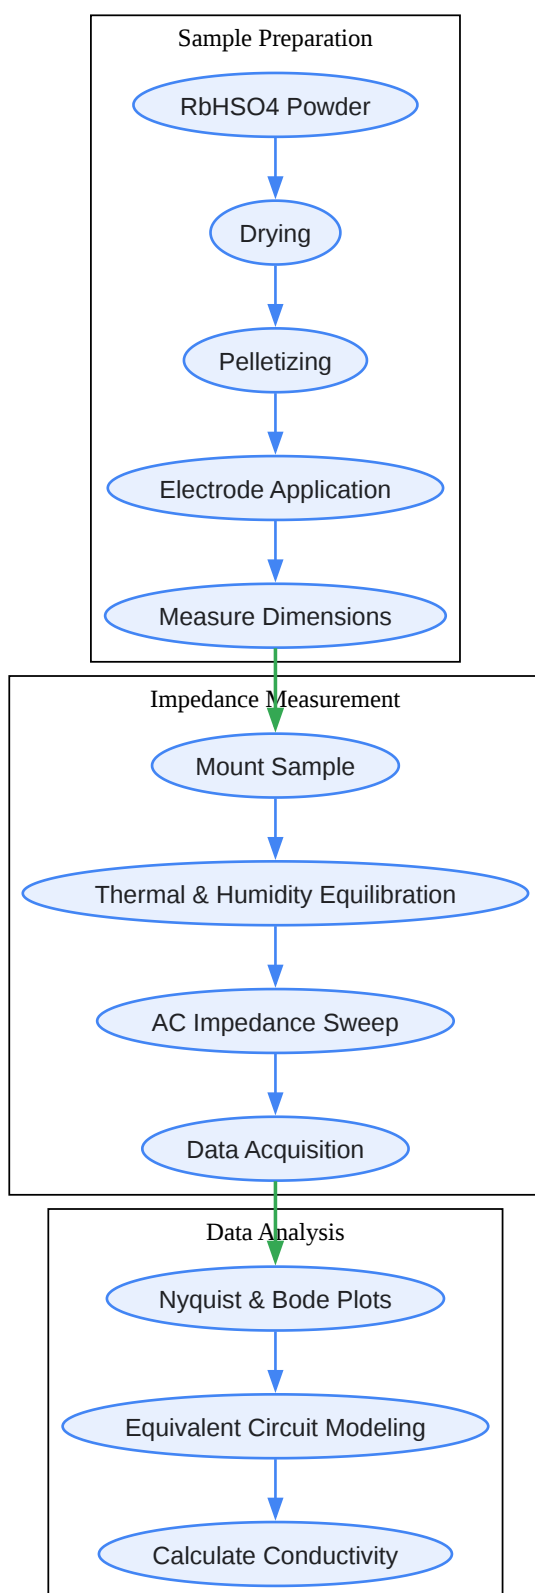 Sample Preparation
RbHSO4 Powder
Drying
Pelletizing
Electrode Application
Measure Dimensions
Impedance Measurement
Mount Sample
Thermal & Humidity Equilibration
AC Impedance Sweep
Data Acquisition
Data Analysis
Nyquist & Bode Plots
Equivalent Circuit Modeling
Calculate Conductivity